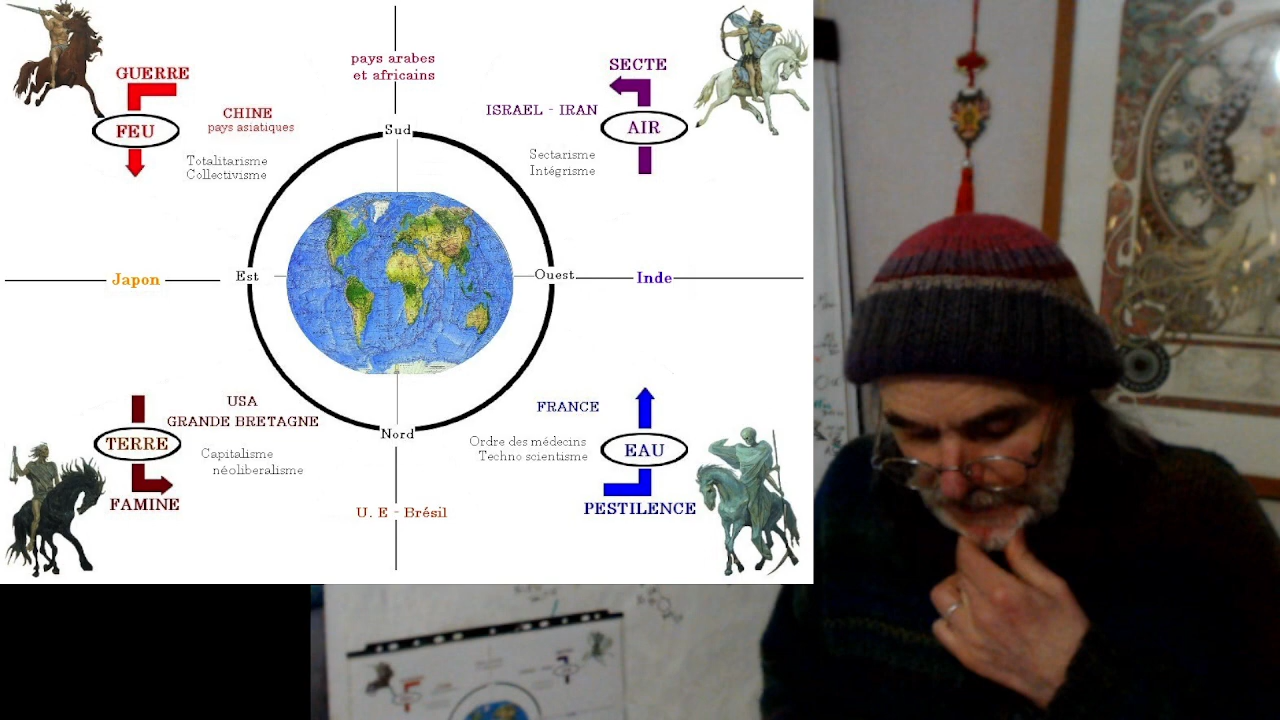 pays arabes
et africains
GUERRE
SECTE
CHINE
pays asiatiques
ISRAEL - IRAN
FEU
Sud
AIR
Totalitarisme
Collectivisme
Sectarisme
Intégrisme
Japon
Est
Ouest
Inde
USA
GRANDE BRETAGNE
FRANCE
Nord
TERRE
Ordre des médecins
Techno scientisme
EAU
Capitalisme
néoliberalisme
FAMINE
U. E - Brésil
PESTILENCE